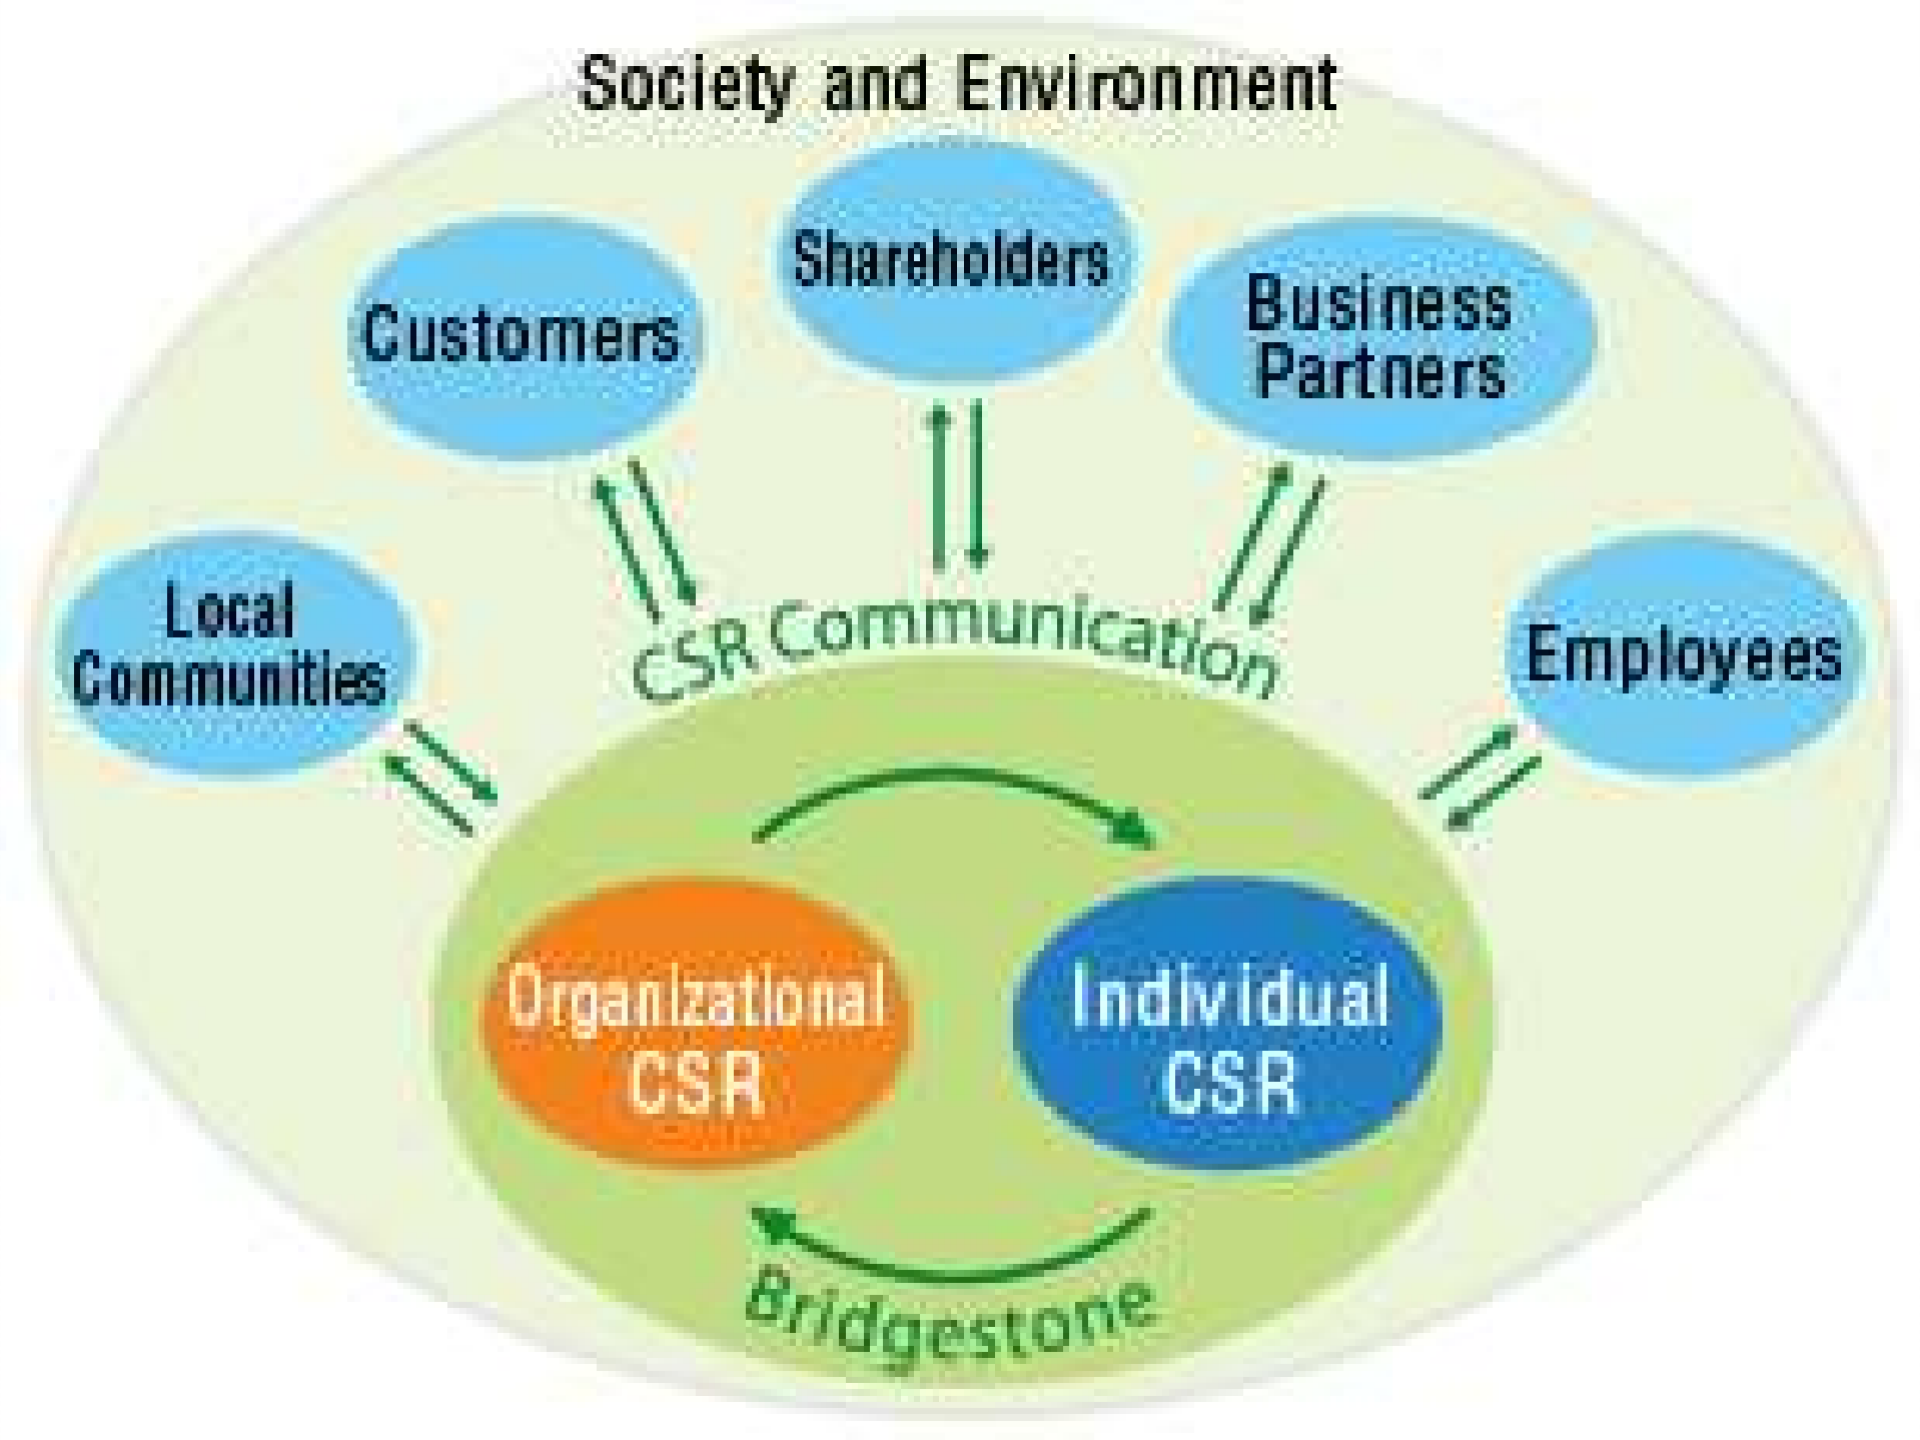 Society and Environment
Shareholders
Customers
Business
Partners
Local
Communities
Employees
CSR Communication
Organizational
CSR
Individual
CSR
Bridgestone